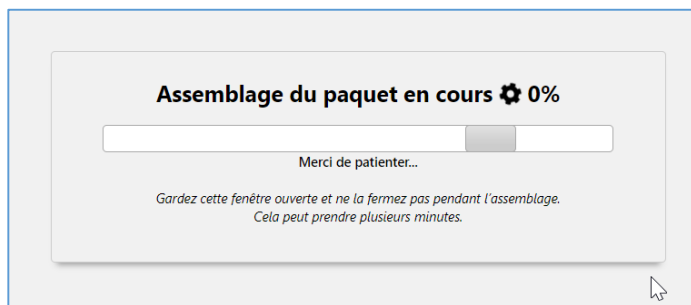 Assemblage du paquet en cours 0%
Merci de patienter...
Gardez cette fenêtre ouverte et ne la fermez pas pendant l'assemblage.
Cela peut prendre plusieurs minutes.